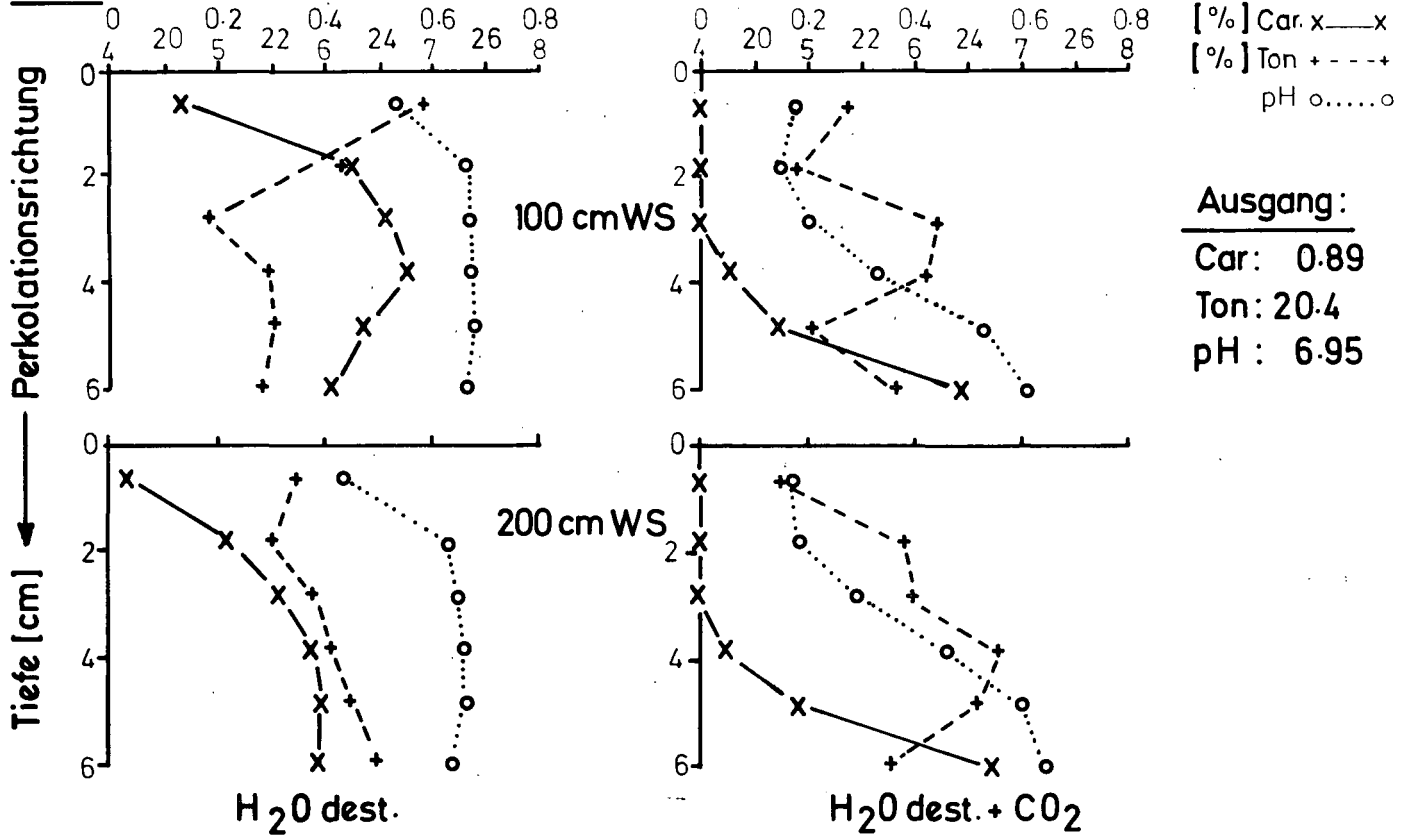 0 0.2 0.4 0.6 0.8
20 22 24 26
4 5 6 7 8
0 0.2 0.4 0.6 0.8
20 22 24 26
4 5 6 7 8
[%] Car. x——x
[%] Ton +---+
pH o.....o
Ausgang:
Car: 0.89
Ton: 20.4
pH : 6.95
Tiefe [cm] ← Perkolationsrichtung
0
2
4
6
100 cm WS
0
2
4
6
0
2
4
6
200 cm WS
0
2
4
6
H2O dest.
H2O dest. + CO2